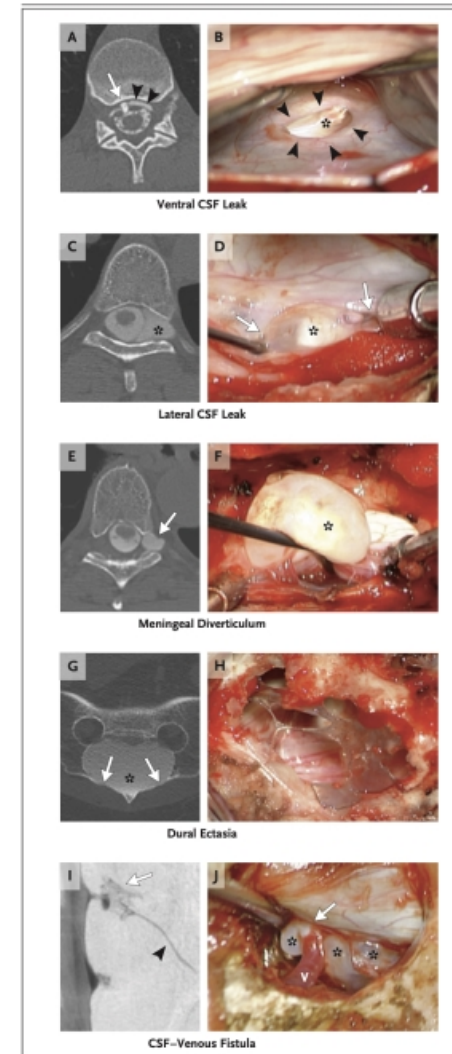 A
B
Ventral CSF Leak
C
D
Lateral CSF Leak
E
F
Meningeal Diverticulum
G
H
Dural Ectasia
I
J
V
CSF–Venous Fistula